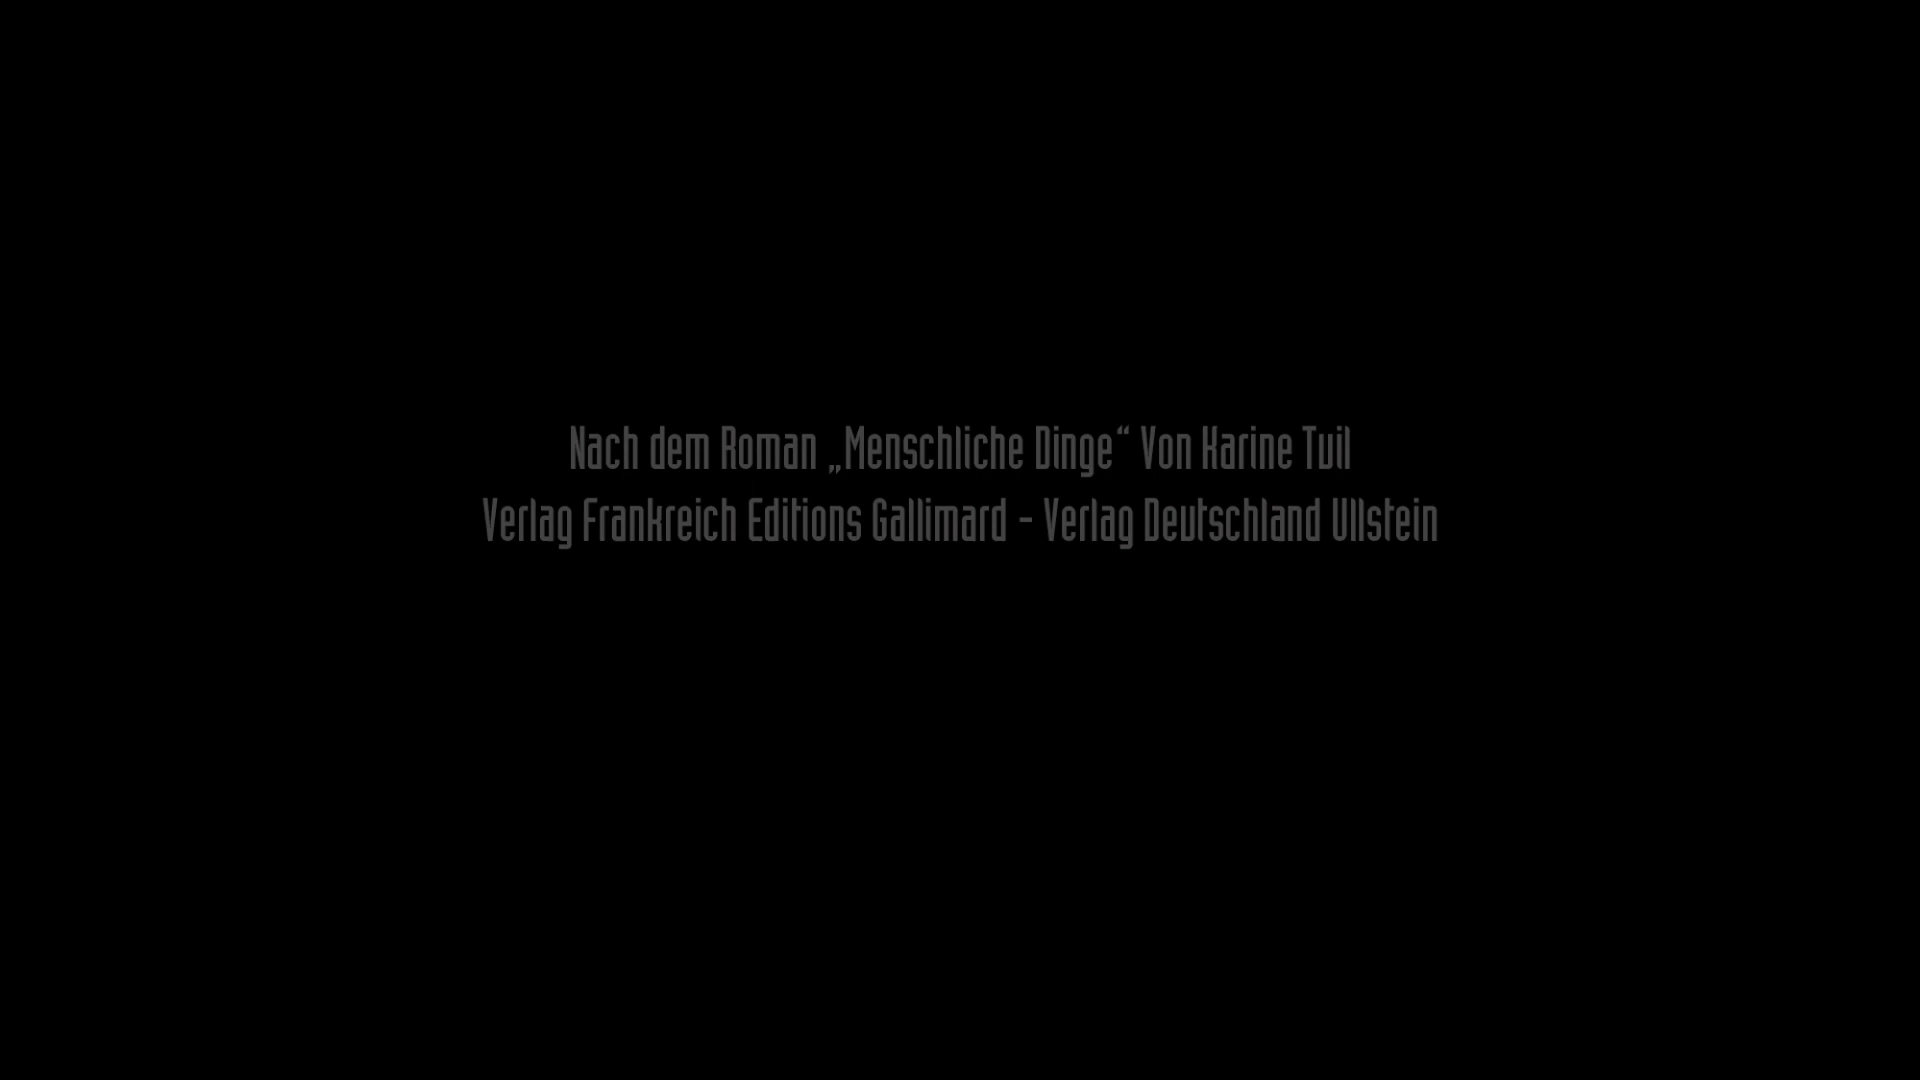 Nach dem Roman „Menschliche Dinge“ Von Karine Tuil
Verlag Frankreich Editions Gallimard - Verlag Deutschland Ullstein